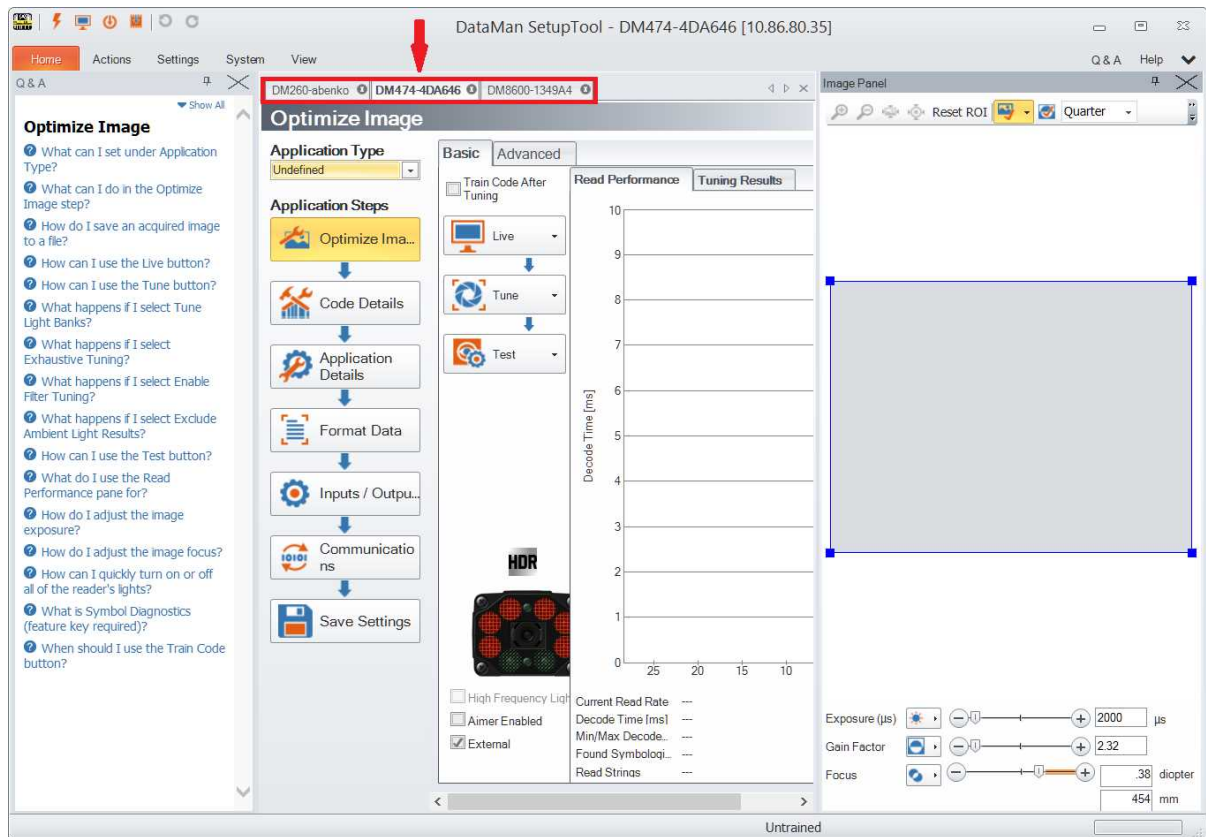 DataMan SetupTool - DM474-4DA646 [10.86.80.35]
Home Actions Settings System View Q & A Help
Q & A
Show All
Optimize Image
What can I set under Application
Type?
What can I do in the Optimize
Image step?
How do I save an acquired image
to a file?
How can I use the Live button?
How can I use the Tune button?
What happens if I select Tune
Light Banks?
What happens if I select
Exhaustive Tuning?
What happens if I select Enable
Filter Tuning?
What happens if I select Exclude
Ambient Light Results?
How can I use the Test button?
What do I use the Read
Performance pane for?
How do I adjust the image
exposure?
How do I adjust the image focus?
How can I quickly turn on or off
all of the reader's lights?
What is Symbol Diagnostics
(feature key required)?
When should I use the Train Code
button?
DM260-abenko DM474-4DA646 DM8600-1349A4
Optimize Image
Application Type
Undefined
Application Steps
Optimize Ima...
Code Details
Application
Details
Format Data
Inputs / Outpu...
Communicatio
ns
Save Settings
Basic Advanced
Train Code After
Tuning
Live
Tune
Test
HDR
High Frequency Ligh
Aimer Enabled
External
Read Performance Tuning Results
10
9
8
7
6
5
4
3
2
1
0
Decode Time [ms]
25 20 15 10
Current Read Rate ---
Decode Time [ms] ---
Min/Max Decode... ---
Found Symbologi... ---
Read Strings ---
Image Panel
Reset ROI Quarter
Exposure (µs) 2000 µs
Gain Factor 2.32
Focus .38 diopter
454 mm
Untrained